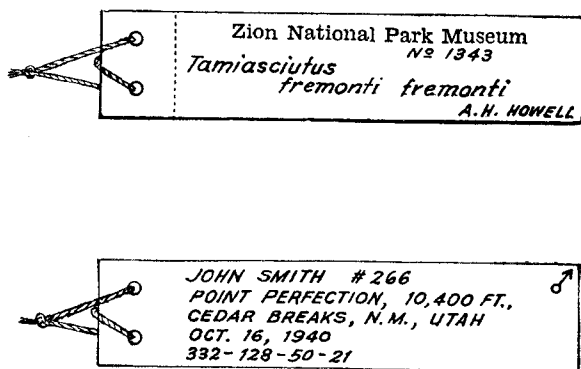 Zion National Park Museum
Nº 1343
Tamiasciutus
fremonti fremonti
A.H. HOWELL
JOHN SMITH #266 ♂
POINT PERFECTION, 10,400 FT.,
CEDAR BREAKS, N.M., UTAH
OCT. 16, 1940
332-128-50-21